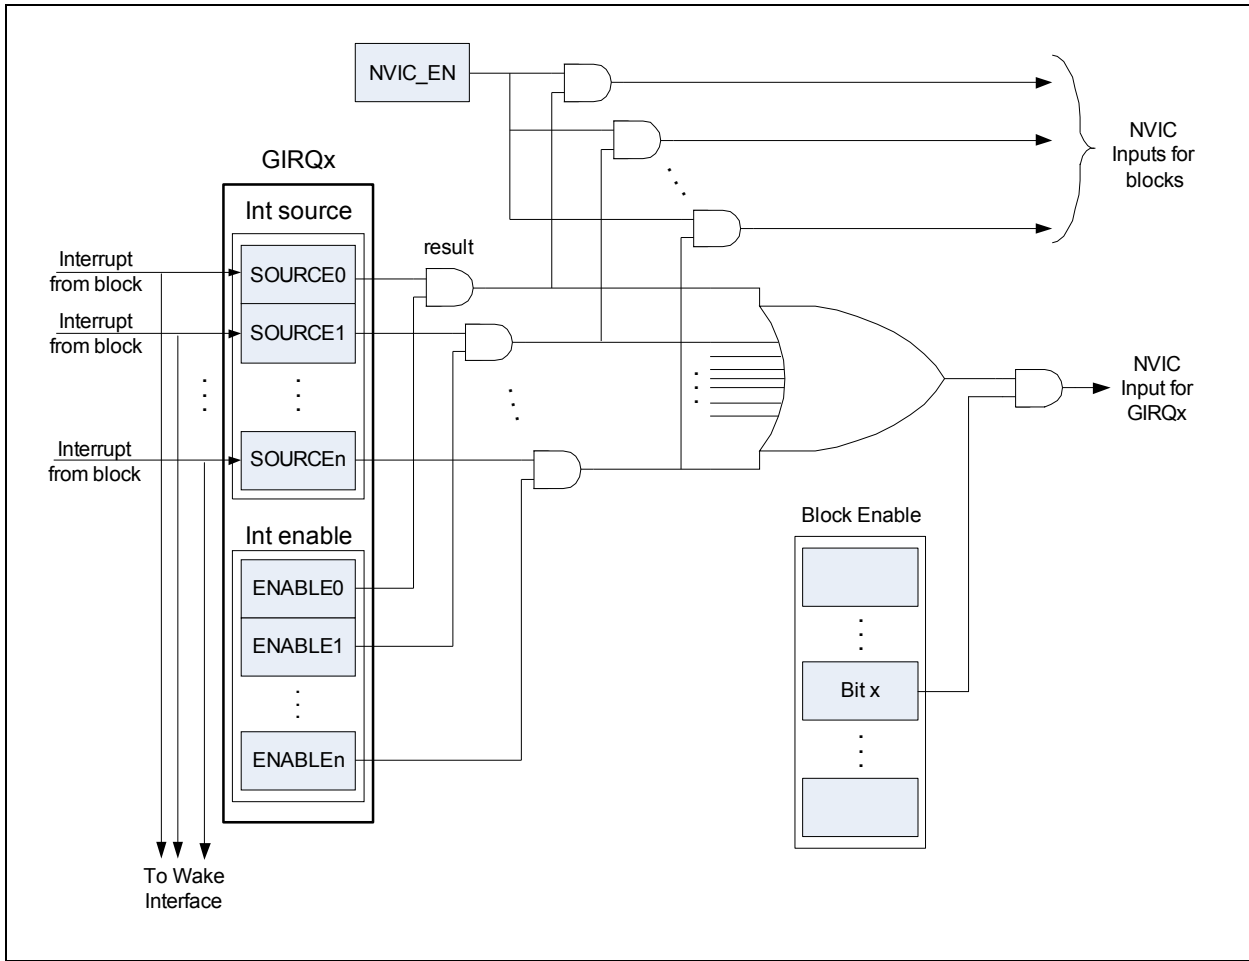 NVIC_EN
NVIC
Inputs for
blocks
GIRQx
Int source
result
Interrupt
from block
SOURCE0
Interrupt
from block
SOURCE1
Interrupt
from block
SOURCEn
NVIC
Input for
GIRQx
Int enable
ENABLE0
ENABLE1
ENABLEn
Block Enable
Bit x
To Wake
Interface